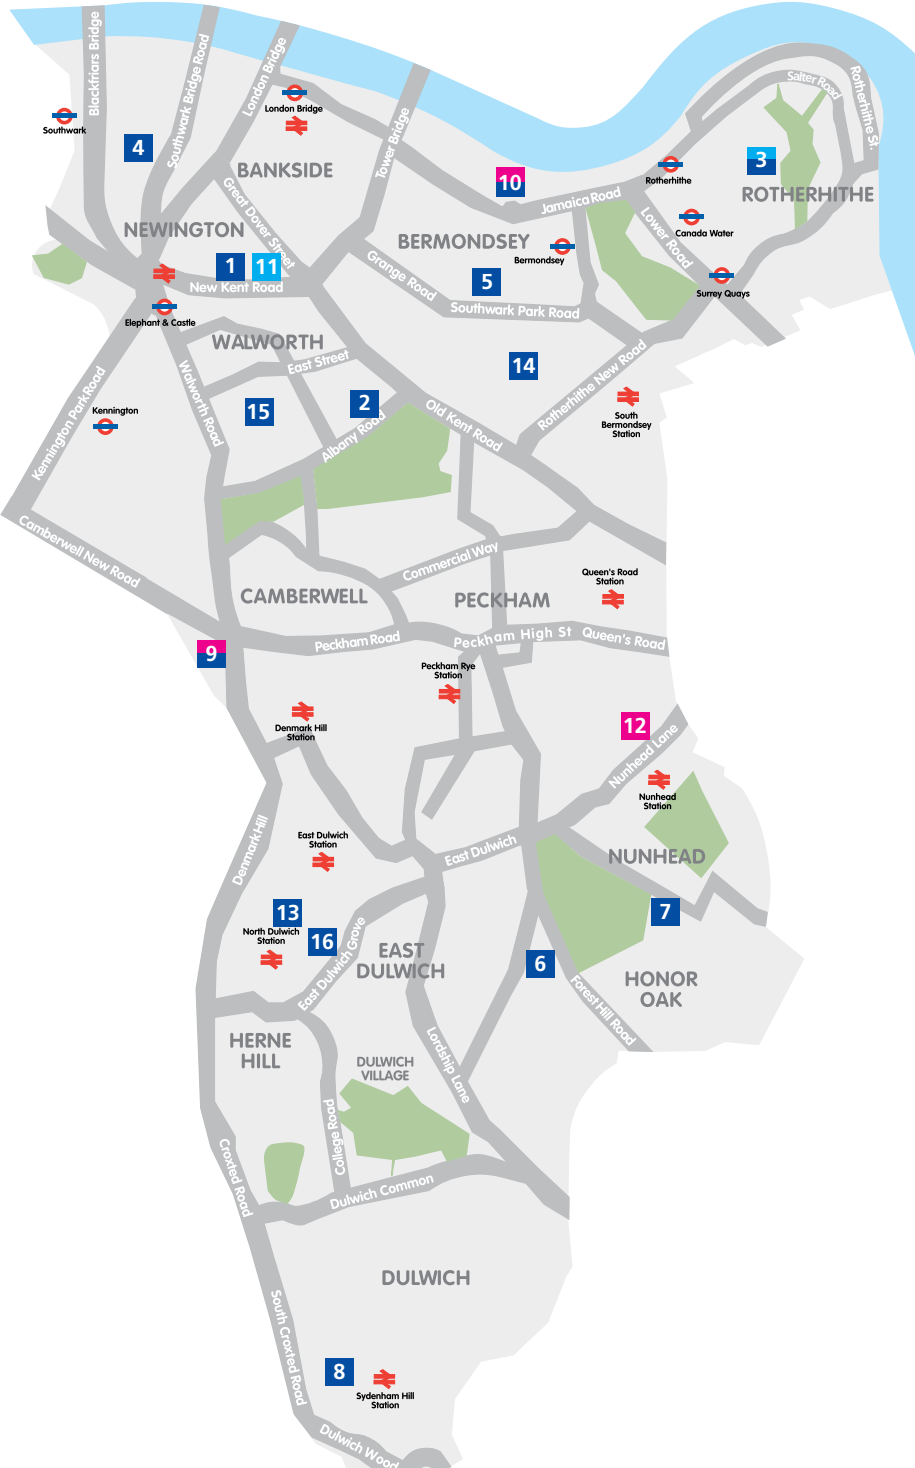 Blackfriars Bridge
Southwark Bridge Road
London Bridge
Tower Bridge
Salter Road
Rotherhithe St.
London Bridge
Southwark
4
BANKSIDE
Great Dover Street
10
Jamaica Road
Rotherhithe
3
ROTHERHITHE
Lower Road
Canada Water
NEWINGTON
BERMONDSEY
Bermondsey
1
11
New Kent Road
Grange Road
5
Southwark Park Road
Surrey Quays
Elephant & Castle
WALWORTH
East Street
14
Rotherhithe New Road
Kennington Park Road
Walworth Road
Kennington
15
2
Albany Road
Old Kent Road
South
Bermondsey
Station
Camberwell New Road
Commercial Way
CAMBERWELL
PECKHAM
Queen's Road
Station
Peckham Road
Peckham High St
Queen's Road
9
Peckham Rye
Station
Denmark Hill
Station
12
Nunhead Lane
Nunhead
Station
Denmark Hill
East Dulwich
Station
East Dulwich
NUNHEAD
13
North Dulwich
Station
16
East Dulwich Grove
EAST
DULWICH
7
6
HONOR
OAK
Forest Hill Road
HERNE
HILL
Lordship Lane
DULWICH
VILLAGE
College Road
Croxted Road
Dulwich Common
DULWICH
South Croxted Road
8
Sydenham Hill
Station
Dulwich Wood